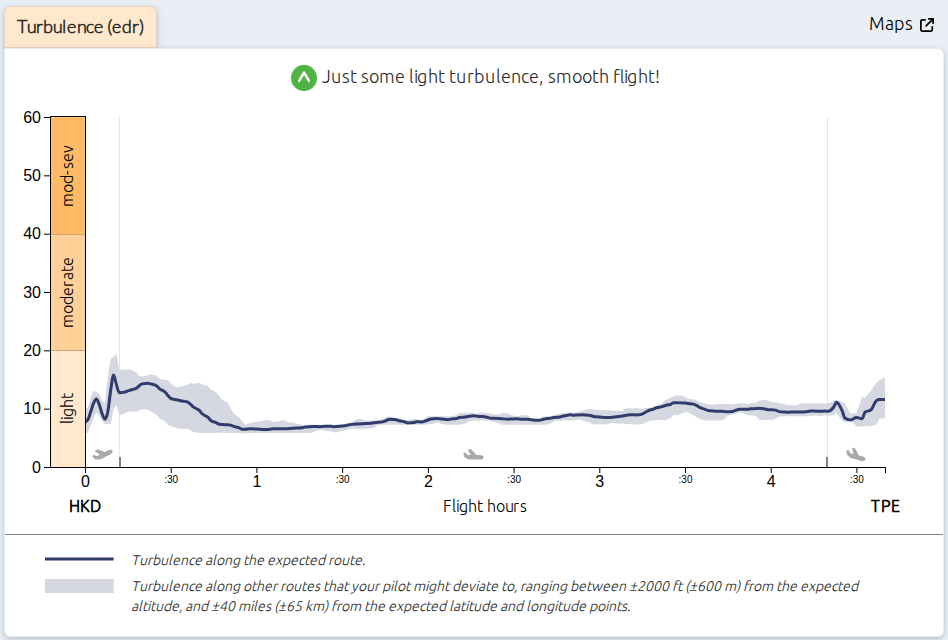 Turbulence (edr)
Maps
Just some light turbulence, smooth flight!
60
50
40
30
20
10
0
mod-sev
moderate
light
0 :30 1 :30 2 :30 3 :30 4 :30
HKD Flight hours TPE
Turbulence along the expected route.
Turbulence along other routes that your pilot might deviate to, ranging between ±2000 ft (±600 m) from the expected
altitude, and ±40 miles (±65 km) from the expected latitude and longitude points.